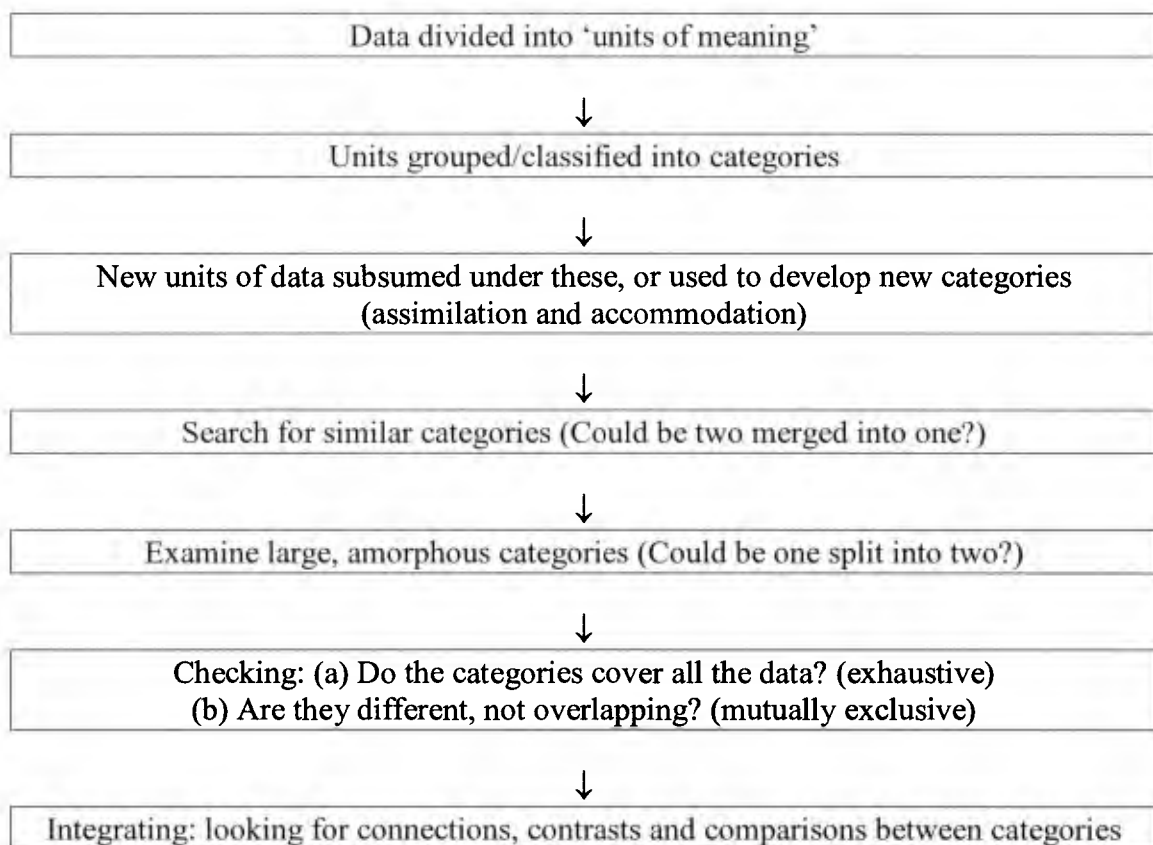 Data divided into ‘units of meaning’
↓
Units grouped/classified into categories
↓
New units of data subsumed under these, or used to develop new categories
(assimilation and accommodation)
↓
Search for similar categories (Could be two merged into one?)
↓
Examine large, amorphous categories (Could be one split into two?)
↓
Checking: (a) Do the categories cover all the data? (exhaustive)
(b) Are they different, not overlapping? (mutually exclusive)
↓
Integrating: looking for connections, contrasts and comparisons between categories